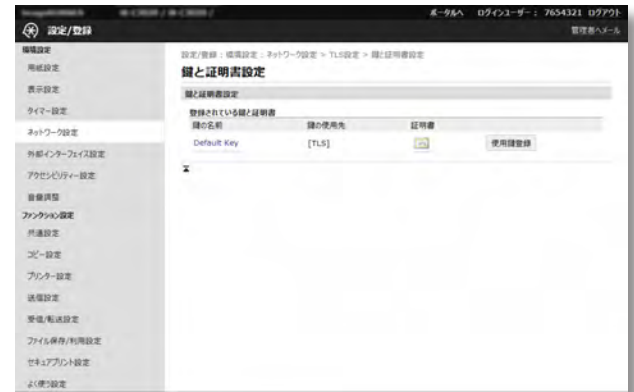 ポータルへ ログインユーザー： 7654321 ログアウト
設定/登録
管理者へメール
環境設定
用紙設定
表示設定
タイマー設定
ネットワーク設定
外部インターフェイス設定
アクセシビリティー設定
音量調整
ファンクション設定
共通設定
コピー設定
プリンター設定
送信設定
受信/転送設定
ファイル保存/利用設定
セキュアプリント設定
よく使う設定
設定/登録 : 環境設定 : ネットワーク設定 > TLS設定 > 鍵と証明書設定
鍵と証明書設定
鍵と証明書設定
登録されている鍵と証明書
鍵の名前 鍵の使用先 証明書
Default Key [TLS] 使用鍵登録